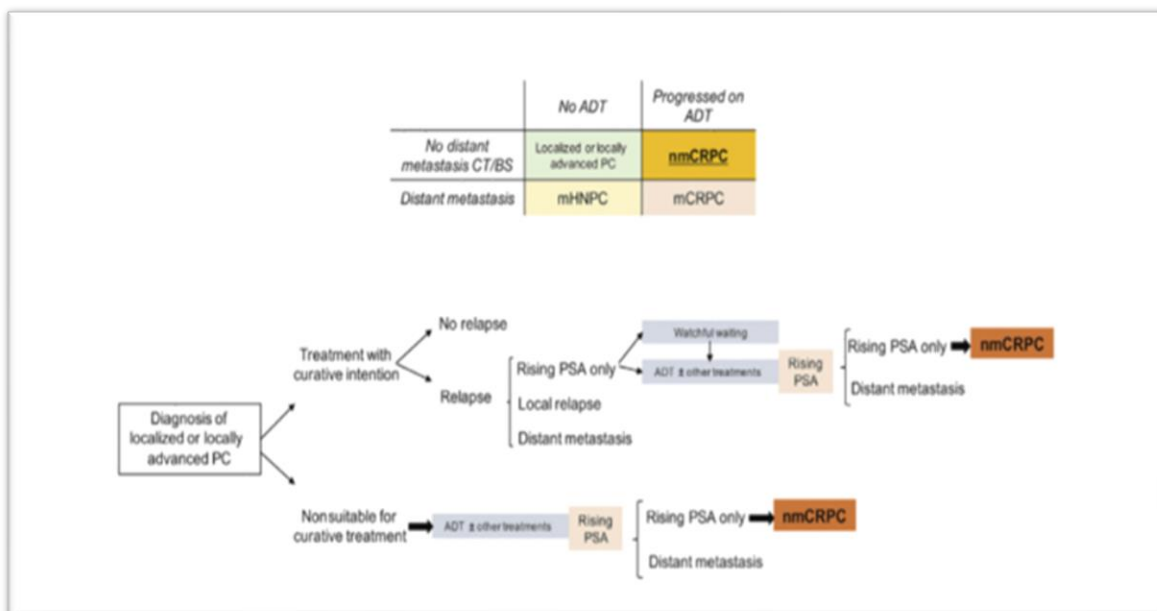 No ADT
Progressed on
ADT
No distant
metastasis CT/BS
Localized or locally
advanced PC
nmCRPC
Distant metastasis
mHNPC
mCRPC
No relapse
Treatment with
curative intention
Relapse
Rising PSA only
Local relapse
Distant metastasis
Watchful waiting
ADT ± other treatments
Rising
PSA
Rising PSA only
nmCRPC
Distant metastasis
Diagnosis of
localized or locally
advanced PC
Non suitable for
curative treatment
ADT ± other treatments
Rising
PSA
Rising PSA only
nmCRPC
Distant metastasis